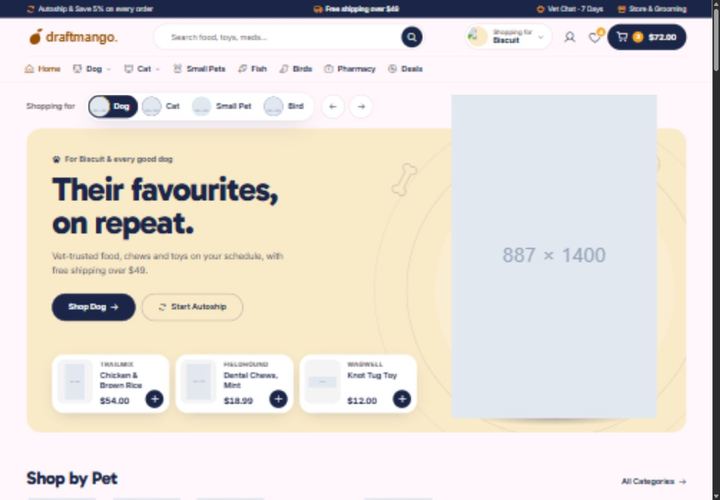 Autoship & Save 5% on every order
Free shipping over $49
Vet Chat - 7 Days
Store & Grooming
draftmango.
Search food, toys, meds...
Shopping for
Biscuit
3
$72.00
Home
Dog
Cat
Small Pets
Fish
Birds
Pharmacy
Deals
Shopping for
Dog
Cat
Small Pet
Bird
For Biscuit & every good dog
Their favourites,
on repeat.
Vet-trusted food, chews and toys on your schedule, with
free shipping over $49.
Shop Dog →
Start Autoship
887 × 1400
TRAILMIX
Chicken &
Brown Rice
$54.00
FIELDHOUND
Dental Chews,
Mint
$18.99
WAGWELL
Knot Tug Toy
$12.00
Shop by Pet
All Categories →